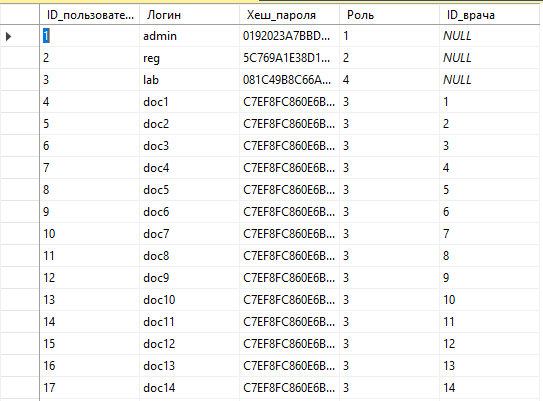 ID_пользовате... Логин Хеш_пароля Роль ID_врача
1 admin 0192023A7BBD... 1 NULL
2 reg 5C769A1E38D1... 2 NULL
3 lab 081C49B8C66A... 4 NULL
4 doc1 C7EF8FC860E6B... 3 1
5 doc2 C7EF8FC860E6B... 3 2
6 doc3 C7EF8FC860E6B... 3 3
7 doc4 C7EF8FC860E6B... 3 4
8 doc5 C7EF8FC860E6B... 3 5
9 doc6 C7EF8FC860E6B... 3 6
10 doc7 C7EF8FC860E6B... 3 7
11 doc8 C7EF8FC860E6B... 3 8
12 doc9 C7EF8FC860E6B... 3 9
13 doc10 C7EF8FC860E6B... 3 10
14 doc11 C7EF8FC860E6B... 3 11
15 doc12 C7EF8FC860E6B... 3 12
16 doc13 C7EF8FC860E6B... 3 13
17 doc14 C7EF8FC860E6B... 3 14